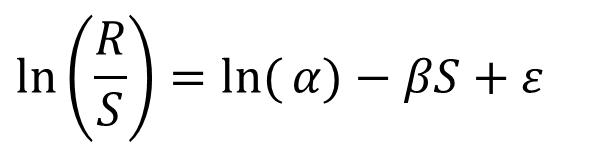 ln(R/S) = ln( α) − βS + ε